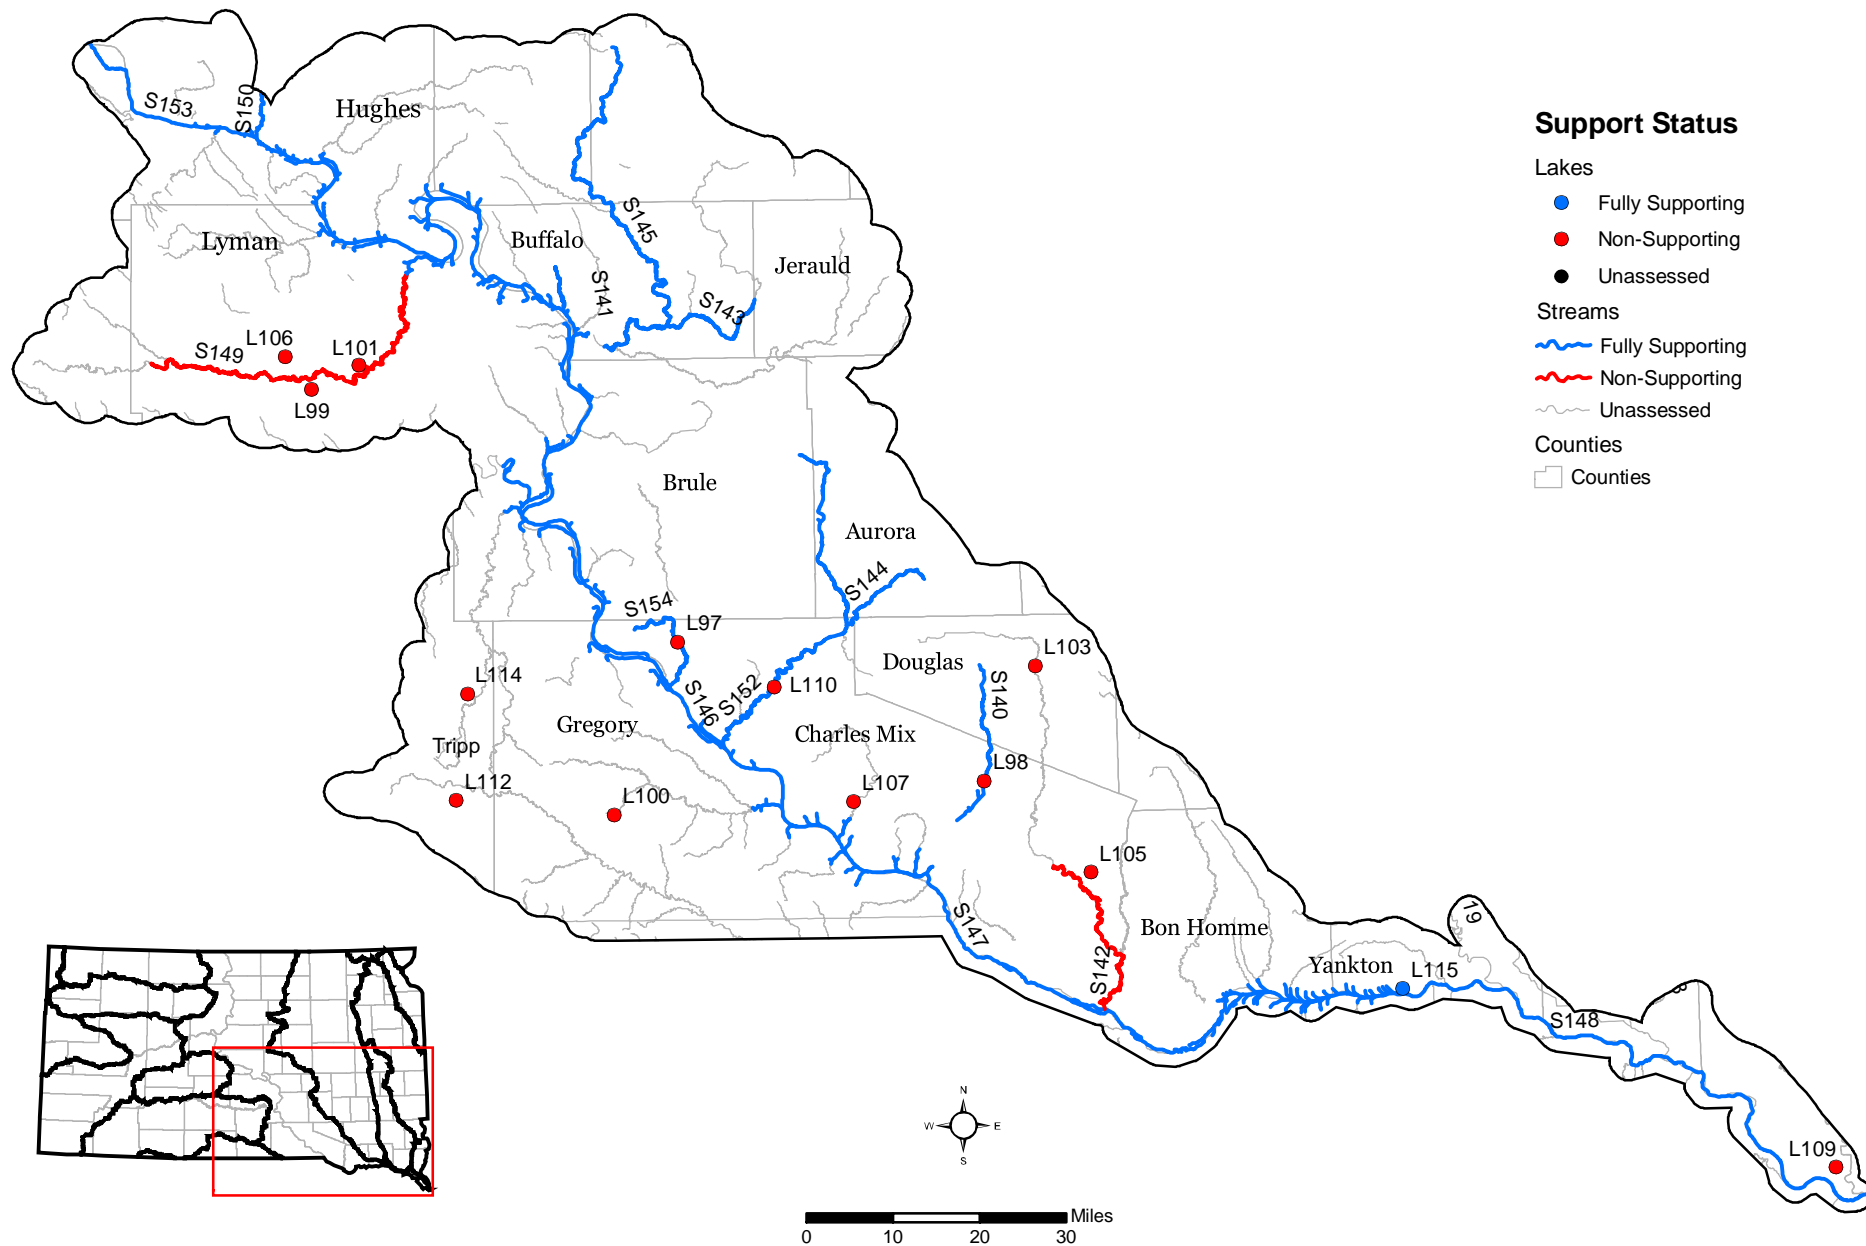 S153
S150
Hughes
Support Status
Lakes
Fully Supporting
Non-Supporting
Unassessed
Streams
Fully Supporting
Non-Supporting
Unassessed
Counties
Counties
Lyman
S145
Buffalo
Jerauld
S141
S143
L106
L101
S149
L99
Brule
Aurora
S144
S154
L97
L103
Douglas
L114
S140
S146
S152
L110
Gregory
Charles Mix
Tripp
L98
L112
L100
L107
L105
S147
Bon Homme
19
S142
Yankton
L115
S148
N
W
E
S
L109
Miles
0
10
20
30